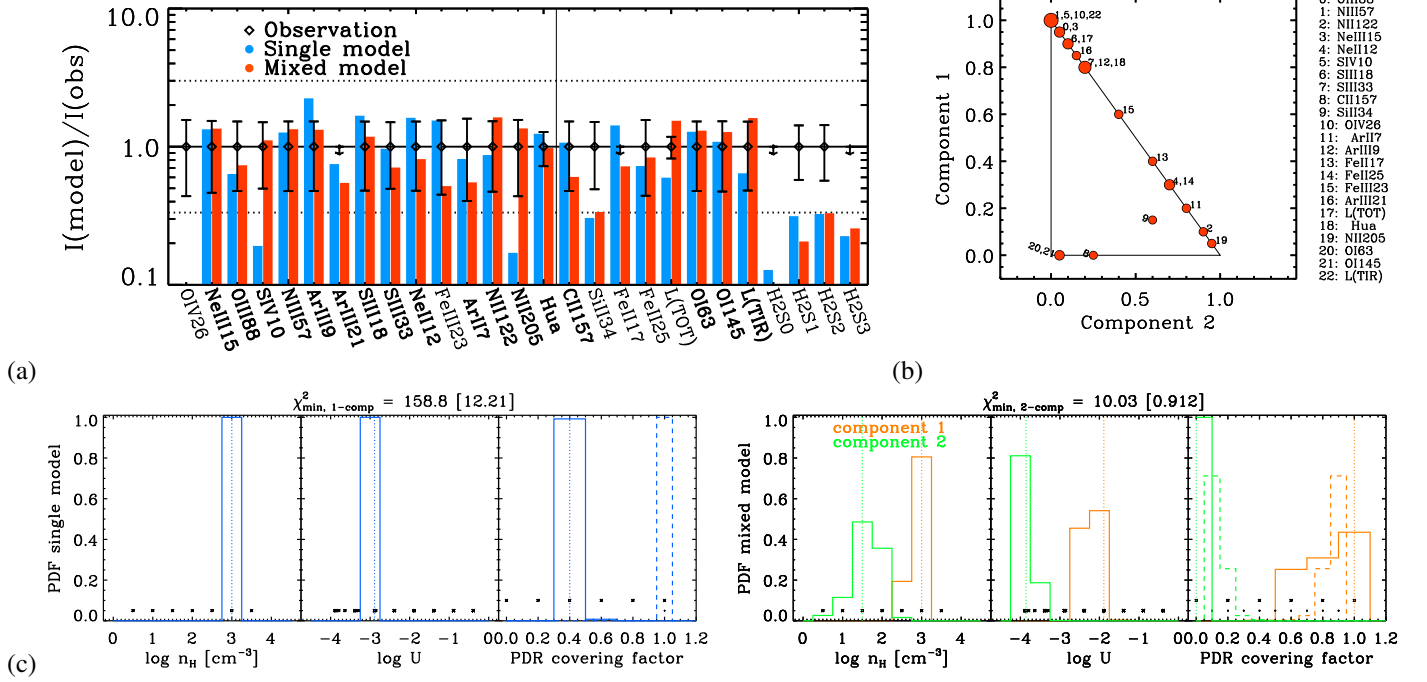 10.0
1.0
0.1
I(model)/I(obs)
Observation
Single model
Mixed model
OIV26
NeIII15
OIII88
SIV10
NIII57
ArIII9
ArIII21
SIII18
SIII33
NeII12
FeIII23
ArII7
NII122
NII205
Hua
CII157
SiII34
FeII17
FeII25
L(TOT)
OI63
OI145
L(TIR)
H2S0
H2S1
H2S2
H2S3
(a)
1.0
0.8
0.6
0.4
0.2
0.0
Component 1
1,5,10,22
0,3
6,17
16
7,12,18
15
13
4,14
11
9
2
19
20,21
8
0.0 0.5 1.0
Component 2
0: OIII88
1: NIII57
2: NII122
3: NeIII15
4: NeII12
5: SIV10
6: SIII18
7: SIII33
8: CII157
9: SiII34
10: OIV26
11: ArII7
12: ArIII9
13: FeII17
14: FeII25
15: FeIII23
16: ArIII21
17: L(TOT)
18: Hua
19: NII205
20: OI63
21: OI145
22: L(TIR)
(b)
χ²min, 1-comp = 158.8 [12.21]
1.0
0.8
0.6
0.4
0.2
0.0
PDF single model
0 1 2 3 4
log nH [cm⁻³]
-4 -3 -2 -1 0
log U
0.0 0.2 0.4 0.6 0.8 1.0 1.2
PDR covering factor
χ²min, 2-comp = 10.03 [0.912]
component 1
component 2
1.0
0.8
0.6
0.4
0.2
0.0
PDF mixed model
0 1 2 3 4
log nH [cm⁻³]
-4 -3 -2 -1 0
log U
0.0 0.2 0.4 0.6 0.8 1.0 1.2
PDR covering factor
(c)